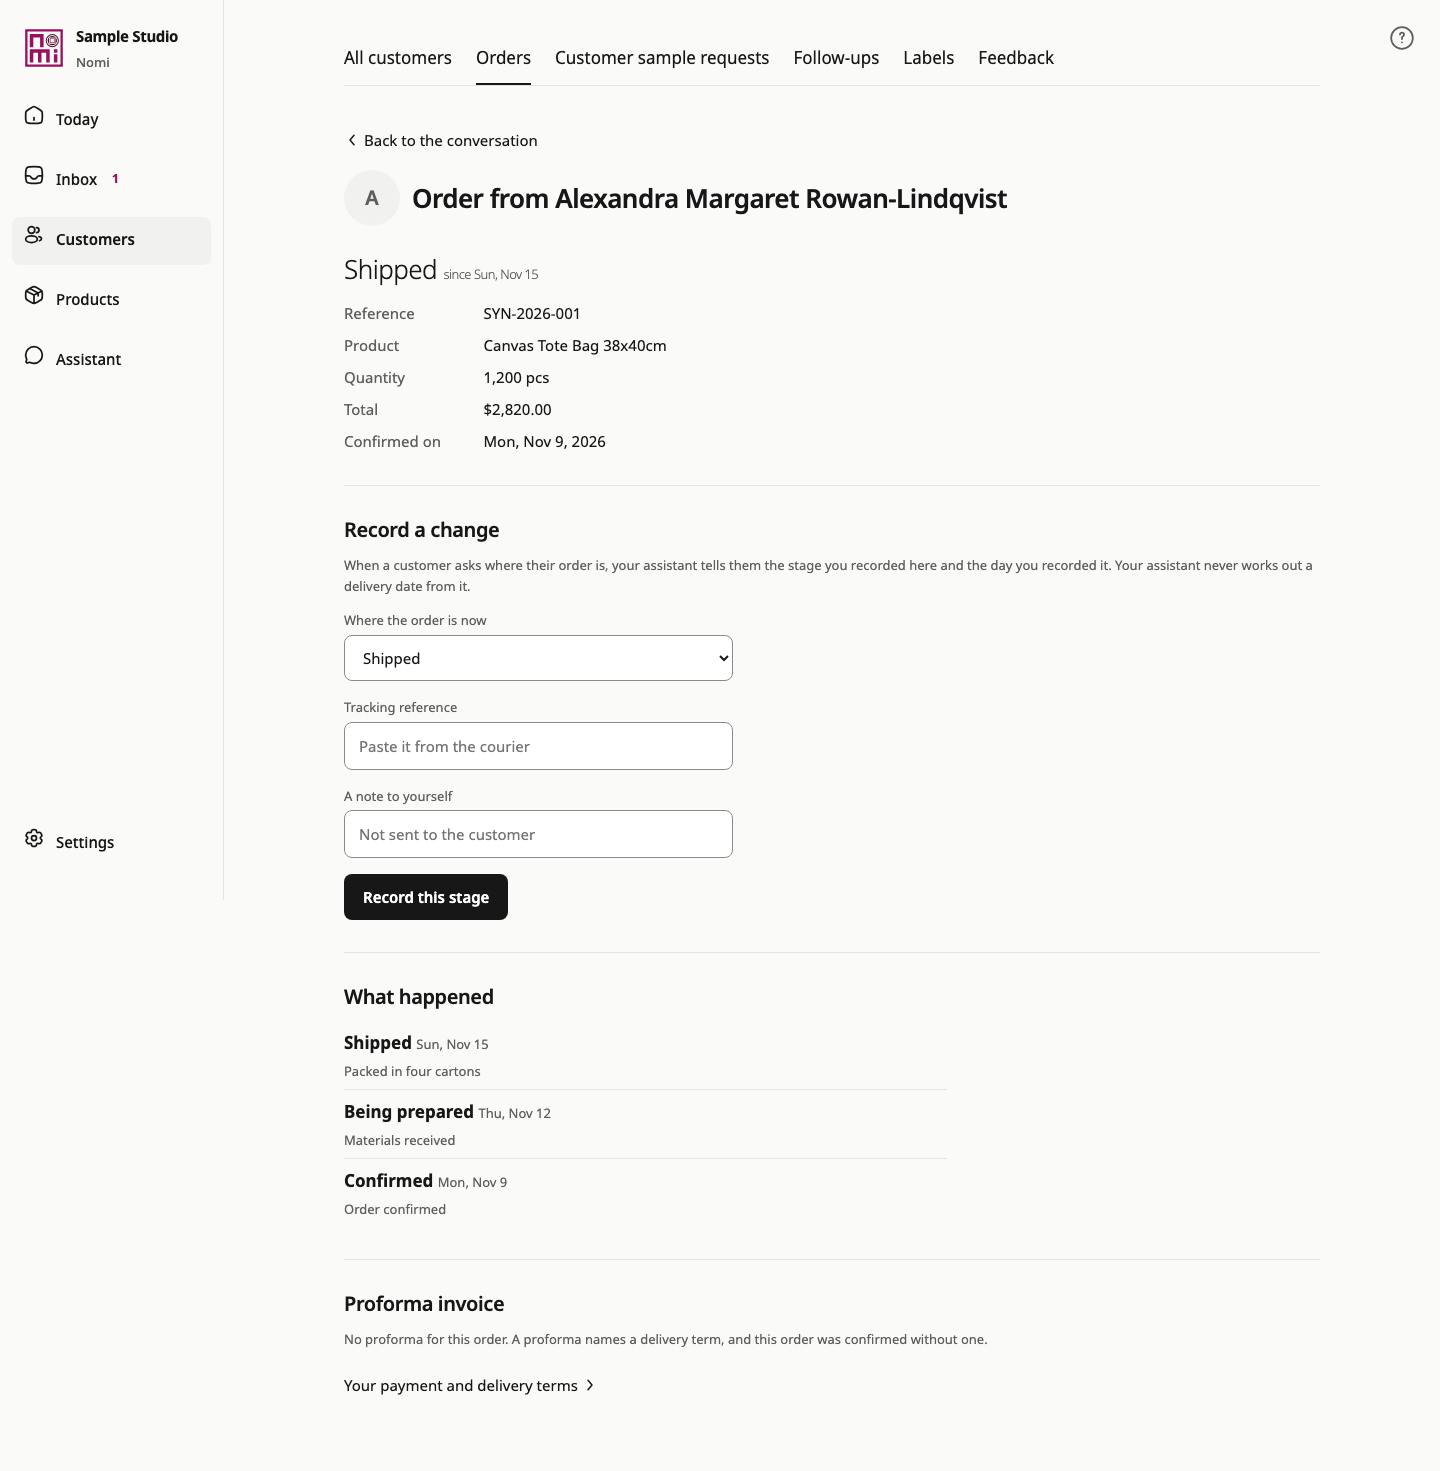 Sample Studio
Nomi
Today
Inbox 1
Customers
Products
Assistant
Settings
All customers Orders Customer sample requests Follow-ups Labels Feedback
Back to the conversation
A
Order from Alexandra Margaret Rowan-Lindqvist
Shipped since Sun, Nov 15
Reference SYN-2026-001
Product Canvas Tote Bag 38x40cm
Quantity 1,200 pcs
Total $2,820.00
Confirmed on Mon, Nov 9, 2026
Record a change
When a customer asks where their order is, your assistant tells them the stage you recorded here and the day you recorded it. Your assistant never works out a
delivery date from it.
Where the order is now
Shipped
Tracking reference
Paste it from the courier
A note to yourself
Not sent to the customer
Record this stage
What happened
Shipped Sun, Nov 15
Packed in four cartons
Being prepared Thu, Nov 12
Materials received
Confirmed Mon, Nov 9
Order confirmed
Proforma invoice
No proforma for this order. A proforma names a delivery term, and this order was confirmed without one.
Your payment and delivery terms